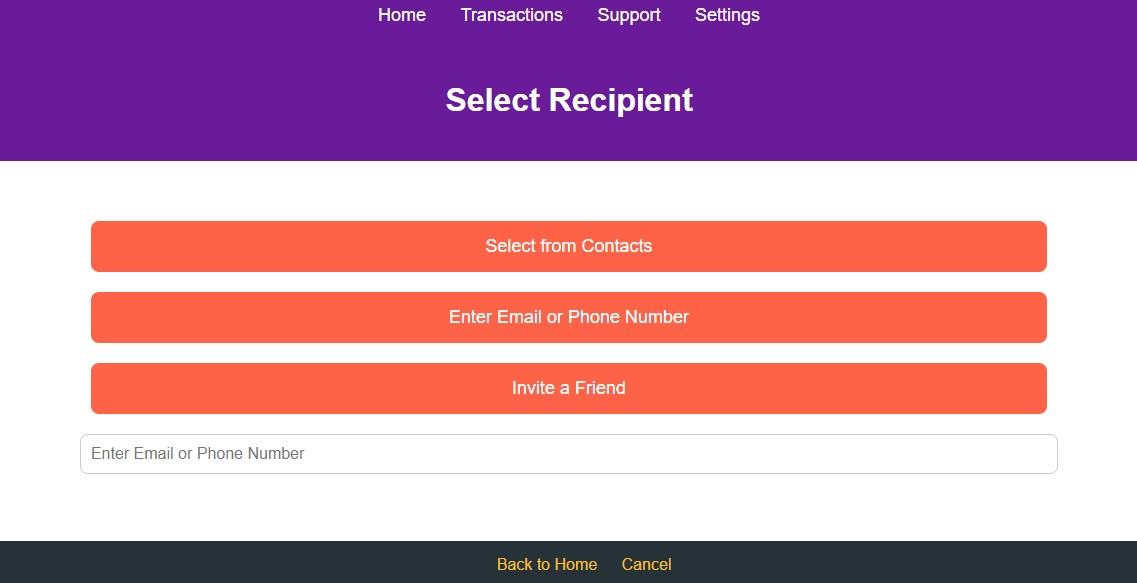 Home Transactions Support Settings
Select Recipient
Select from Contacts
Enter Email or Phone Number
Invite a Friend
Enter Email or Phone Number
Back to Home Cancel